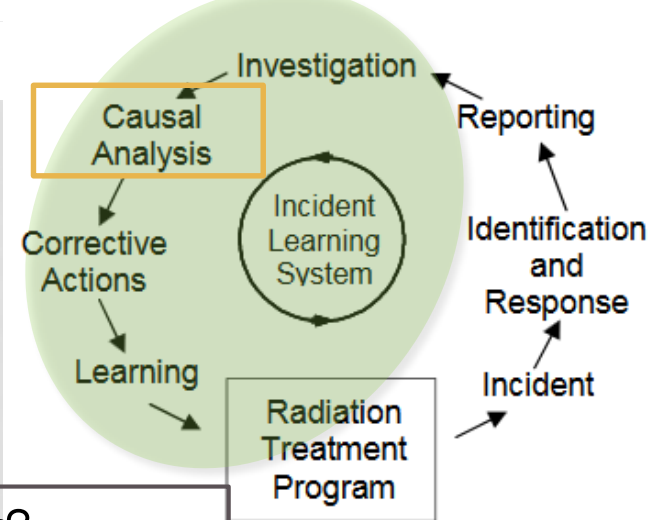 Investigation
Causal
Analysis
Reporting
Incident
Learning
System
Corrective
Actions
Identification
and
Response
Learning
Incident
Radiation
Treatment
Program